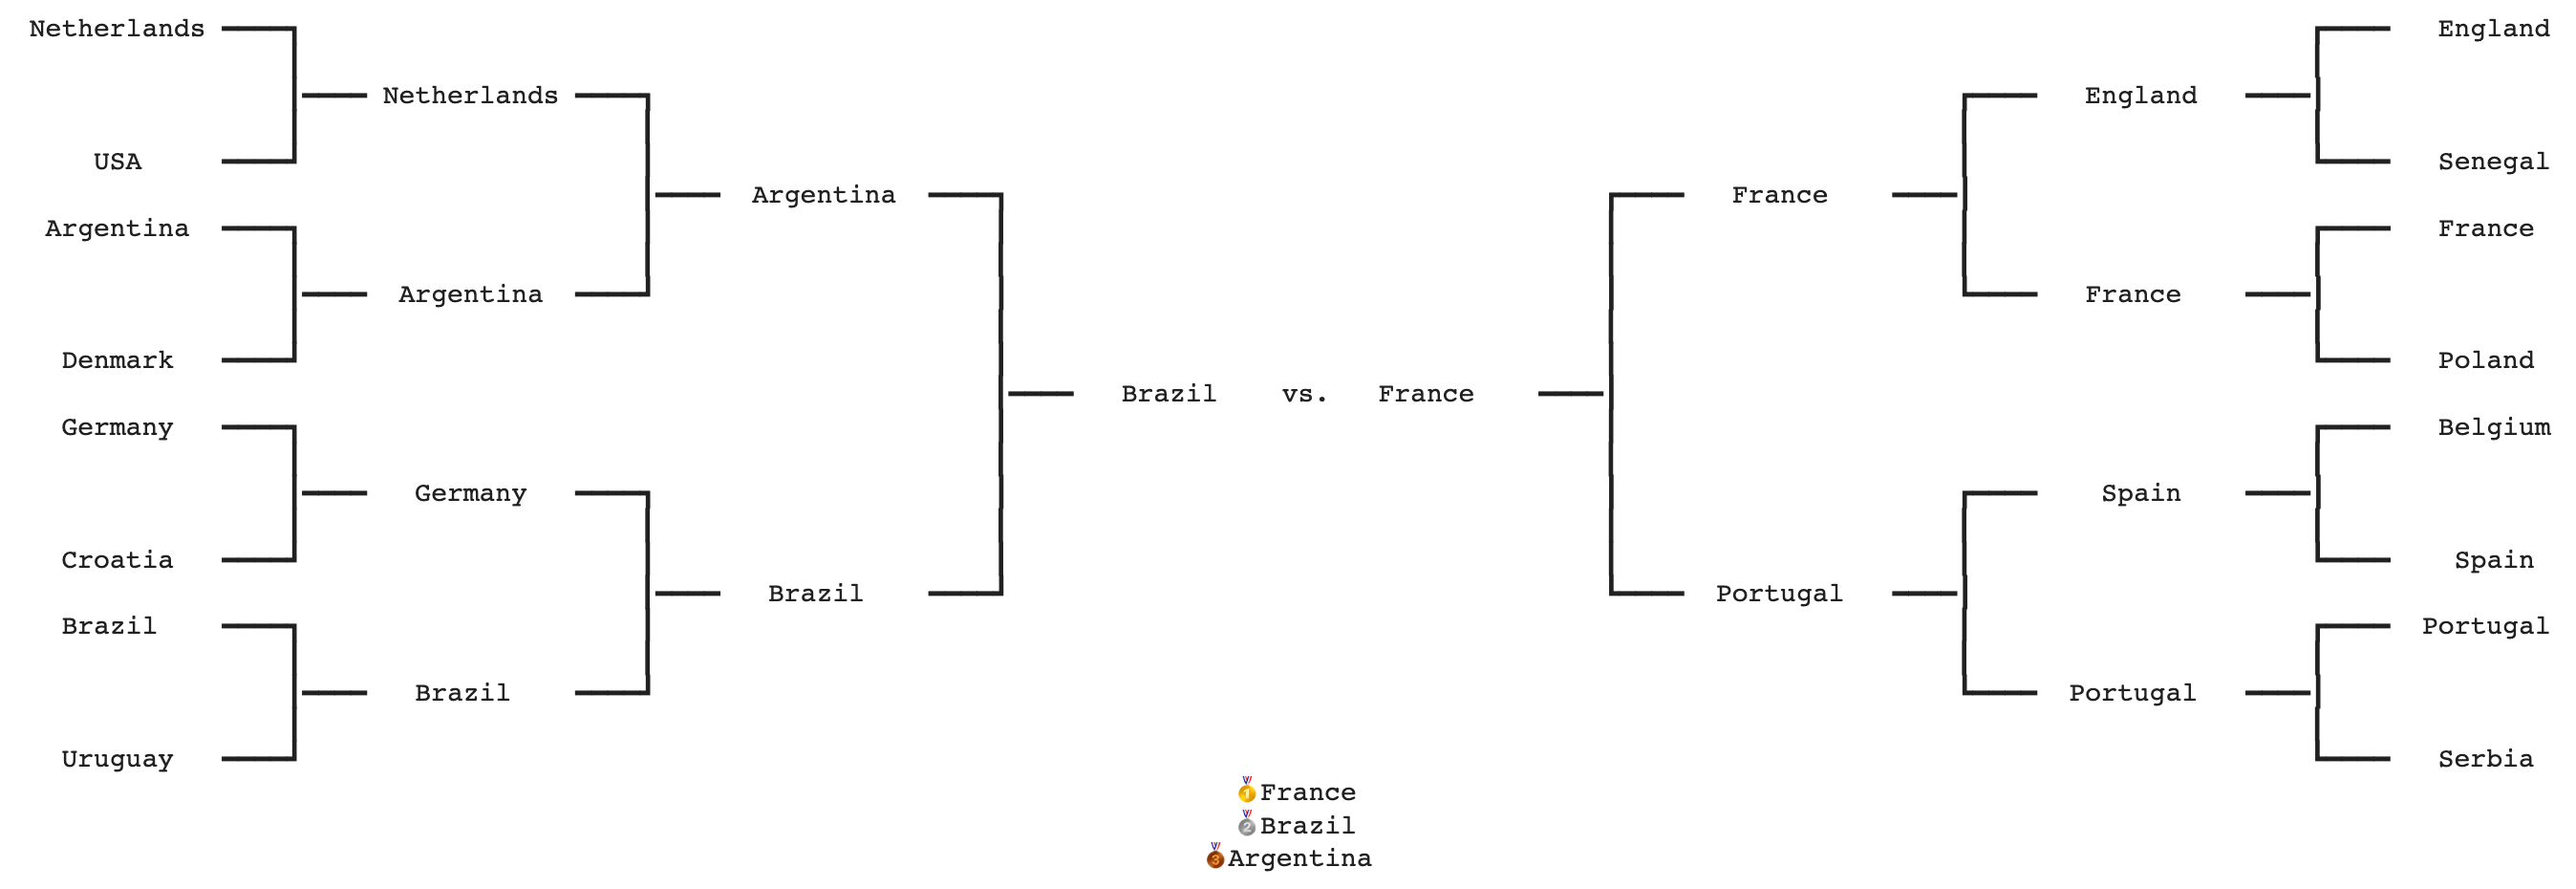 Netherlands England
Netherlands England
USA Senegal
Argentina France
Argentina France
Argentina France
Denmark Poland
Brazil vs. France
Germany Belgium
Germany Spain
Croatia Spain
Brazil Portugal
Brazil Portugal
Brazil Portugal
Uruguay Serbia
🥇France
🥈Brazil
🥉Argentina